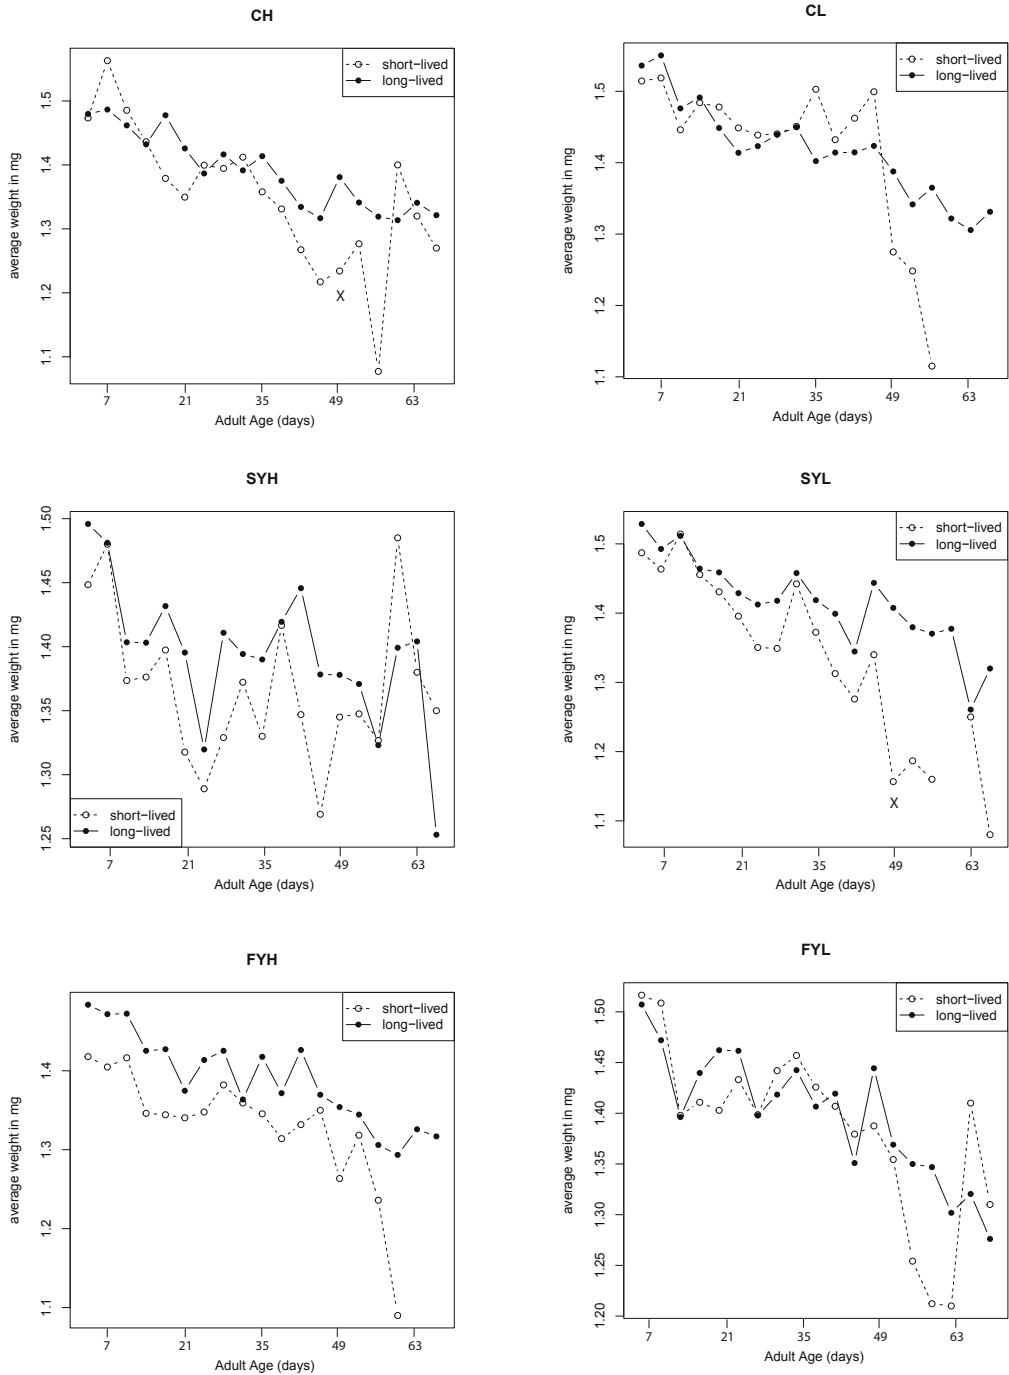 CH
short-lived
long-lived
average weight in mg
1.1 1.2 1.3 1.4 1.5
7 21 35 49 63
Adult Age (days)
X
CL
short-lived
long-lived
average weight in mg
1.1 1.2 1.3 1.4 1.5
7 21 35 49 63
Adult Age (days)
SYH
short-lived
long-lived
average weight in mg
1.25 1.30 1.35 1.40 1.45 1.50
7 21 35 49 63
Adult Age (days)
SYL
short-lived
long-lived
average weight in mg
1.1 1.2 1.3 1.4 1.5
7 21 35 49 63
Adult Age (days)
X
FYH
short-lived
long-lived
average weight in mg
1.1 1.2 1.3 1.4
7 21 35 49 63
Adult Age (days)
FYL
short-lived
long-lived
average weight in mg
1.20 1.25 1.30 1.35 1.40 1.45 1.50
7 21 35 49 63
Adult Age (days)